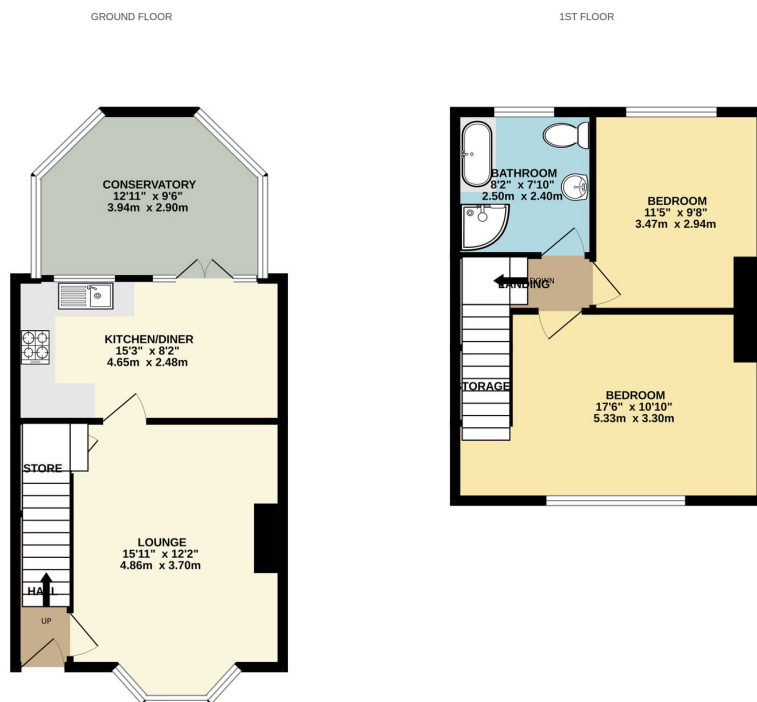 GROUND FLOOR
CONSERVATORY
12'11" x 9'6"
3.94m x 2.90m
KITCHEN/DINER
15'3" x 8'2"
4.65m x 2.48m
STORE
LOUNGE
15'11" x 12'2"
4.86m x 3.70m
HALL
UP
1ST FLOOR
BATHROOM
8'2" x 7'10"
2.50m x 2.40m
BEDROOM
11'5" x 9'8"
3.47m x 2.94m
DOWN
LANDING
STORAGE
BEDROOM
17'6" x 10'10"
5.33m x 3.30m